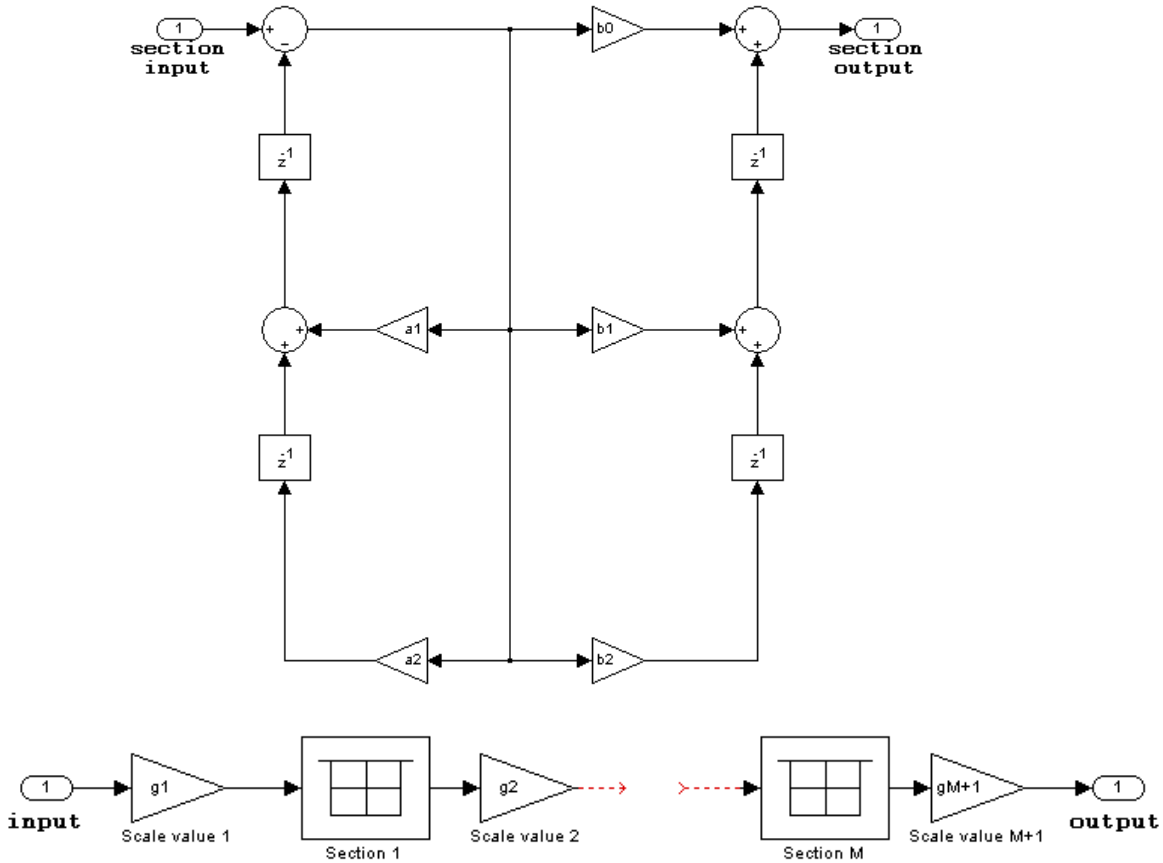 1
+
−
b0
+
+
1
section
input
section
output
z-1
z-1
+
+
a1
b1
+
+
z-1
z-1
a2
b2
1
g1
g2
gM+1
1
input
output
Scale value 1
Scale value 2
Scale value M+1
Section 1
Section M